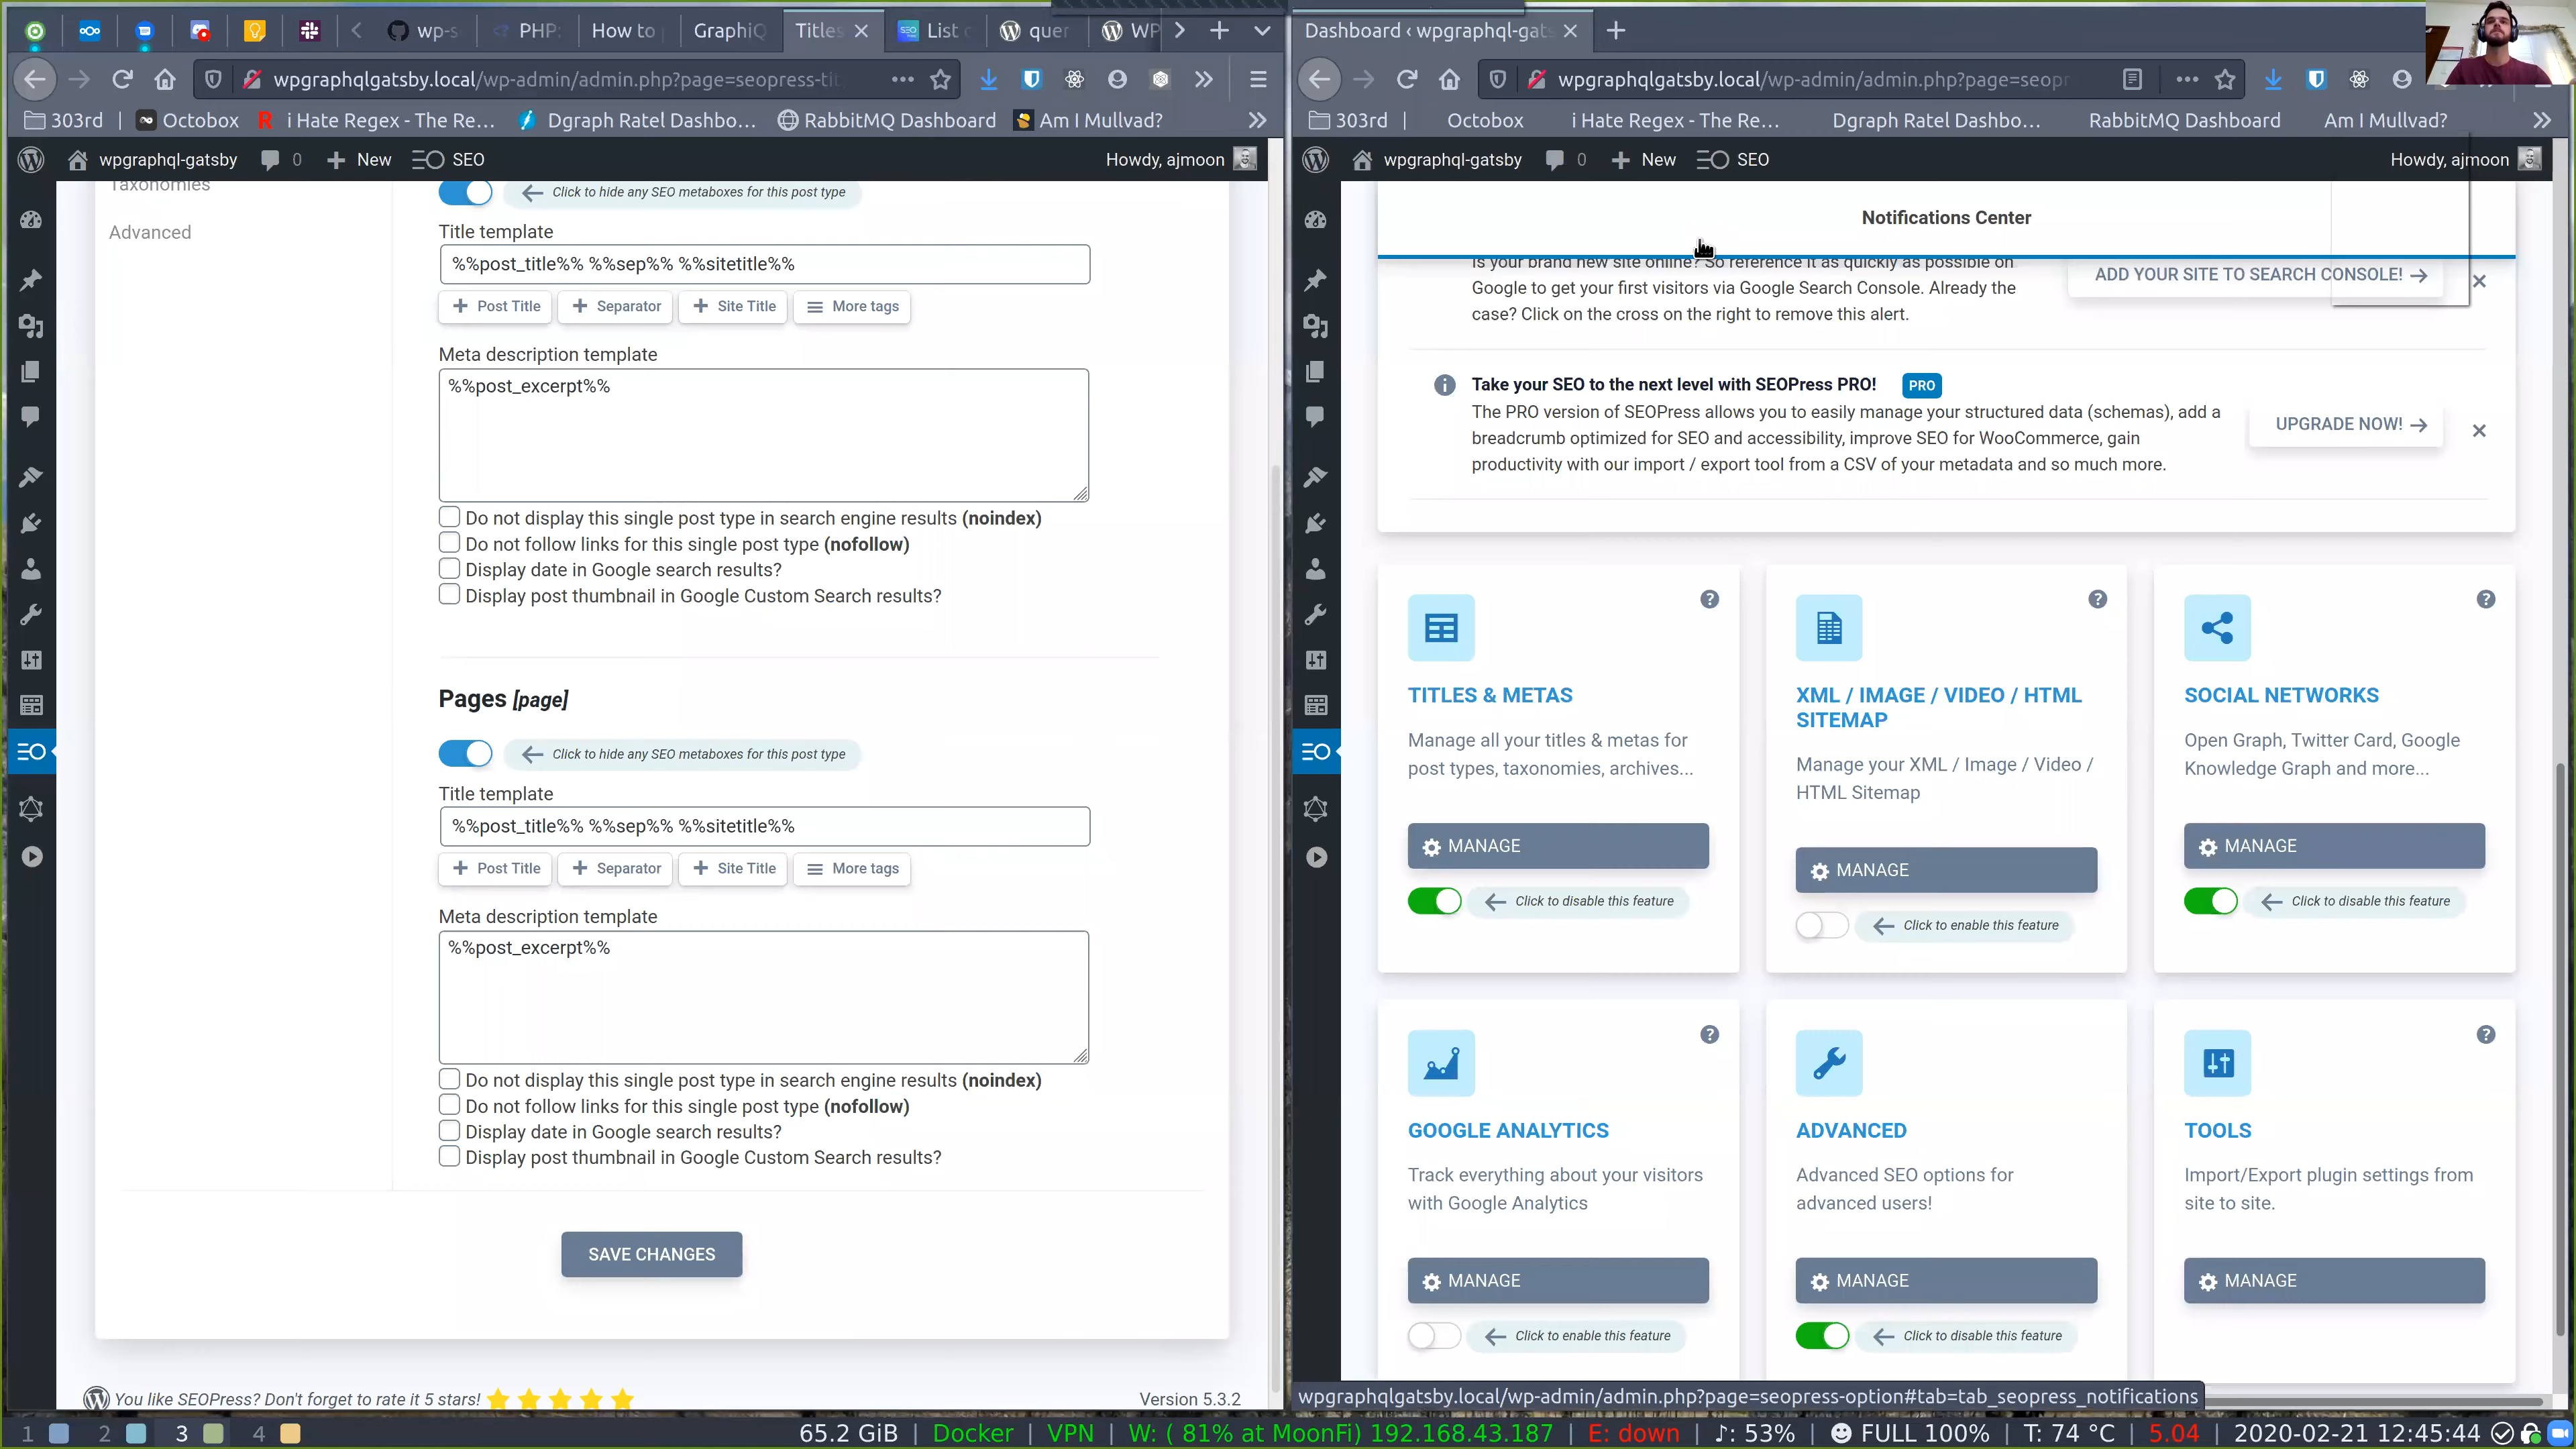 wp-s
PHP:
How to
GraphiQ
Titles
List
quer
WP
wpgraphqlgatsby.local/wp-admin/admin.php?page=seopress-tit
303rd
Octobox
i Hate Regex - The Re...
Dgraph Ratel Dashbo...
RabbitMQ Dashboard
Am I Mullvad?
wpgraphql-gatsby
0
New
SEO
Howdy, ajmoon
Taxonomies
Advanced
Click to hide any SEO metaboxes for this post type
Title template
%%post_title%% %%sep%% %%sitetitle%%
+ Post Title
+ Separator
+ Site Title
More tags
Meta description template
%%post_excerpt%%
Do not display this single post type in search engine results (noindex)
Do not follow links for this single post type (nofollow)
Display date in Google search results?
Display post thumbnail in Google Custom Search results?
Pages [page]
Click to hide any SEO metaboxes for this post type
Title template
%%post_title%% %%sep%% %%sitetitle%%
+ Post Title
+ Separator
+ Site Title
More tags
Meta description template
%%post_excerpt%%
Do not display this single post type in search engine results (noindex)
Do not follow links for this single post type (nofollow)
Display date in Google search results?
Display post thumbnail in Google Custom Search results?
SAVE CHANGES
You like SEOPress? Don't forget to rate it 5 stars!
Version 5.3.2
Dashboard ‹ wpgraphql-gats
wpgraphqlgatsby.local/wp-admin/admin.php?page=seopr
303rd
Octobox
i Hate Regex - The Re...
Dgraph Ratel Dashbo...
RabbitMQ Dashboard
Am I Mullvad?
wpgraphql-gatsby
0
New
SEO
Howdy, ajmoon
Notifications Center
Is your brand new site online? So reference it as quickly as possible on
Google to get your first visitors via Google Search Console. Already the
case? Click on the cross on the right to remove this alert.
ADD YOUR SITE TO SEARCH CONSOLE!
Take your SEO to the next level with SEOPress PRO! PRO
The PRO version of SEOPress allows you to easily manage your structured data (schemas), add a
breadcrumb optimized for SEO and accessibility, improve SEO for WooCommerce, gain
productivity with our import / export tool from a CSV of your metadata and so much more.
UPGRADE NOW!
TITLES & METAS
Manage all your titles & metas for
post types, taxonomies, archives...
MANAGE
Click to disable this feature
XML / IMAGE / VIDEO / HTML
SITEMAP
Manage your XML / Image / Video /
HTML Sitemap
MANAGE
Click to enable this feature
SOCIAL NETWORKS
Open Graph, Twitter Card, Google
Knowledge Graph and more...
MANAGE
Click to disable this feature
GOOGLE ANALYTICS
Track everything about your visitors
with Google Analytics
MANAGE
Click to enable this feature
ADVANCED
Advanced SEO options for
advanced users!
MANAGE
Click to disable this feature
TOOLS
Import/Export plugin settings from
site to site.
MANAGE
wpgraphqlgatsby.local/wp-admin/admin.php?page=seopress-option#tab=tab_seopress_notifications
1 2 3 4
65.2 GiB | Docker | VPN | W: ( 81% at MoonFi) 192.168.43.187 | E: down | ♪: 53% | FULL 100% | T: 74 °C | 5.04 | 2020-02-21 12:45:44